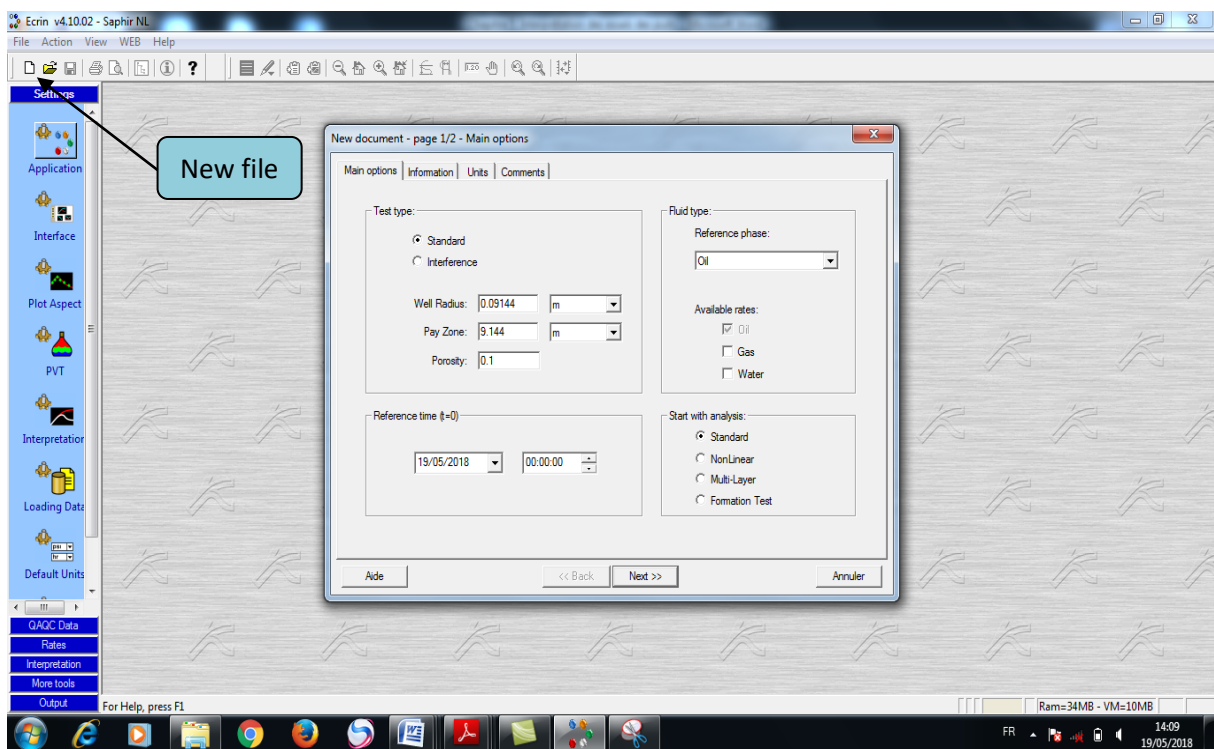 Ecrin v4.10.02 - Saphir NL
File Action View WEB Help
Settings
Application
Interface
Plot Aspect
PVT
Interpretation
Loading Data
Default Units
QAQC Data
Rates
Interpretation
More tools
Output
New file
New document - page 1/2 - Main options
Main options Information Units Comments
Test type:
Standard
Interference
Well Radius: 0.09144 m
Pay Zone: 9.144 m
Porosity: 0.1
Fluid type:
Reference phase:
Oil
Available rates:
Oil
Gas
Water
Reference time (t=0)
19/05/2018 00:00:00
Start with analysis:
Standard
NonLinear
Multi-Layer
Formation Test
Aide << Back Next >> Annuler
For Help, press F1 Ram=34MB - VM=10MB
FR 14:09
19/05/2018